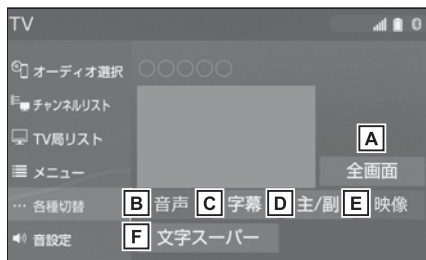 TV
オーディオ選択 ○○○○○
チャンネルリスト
TV局リスト
A
メニュー
全画面
各種切替 B 音声 C 字幕 D 主/副 E 映像
音設定 F 文字スーパー